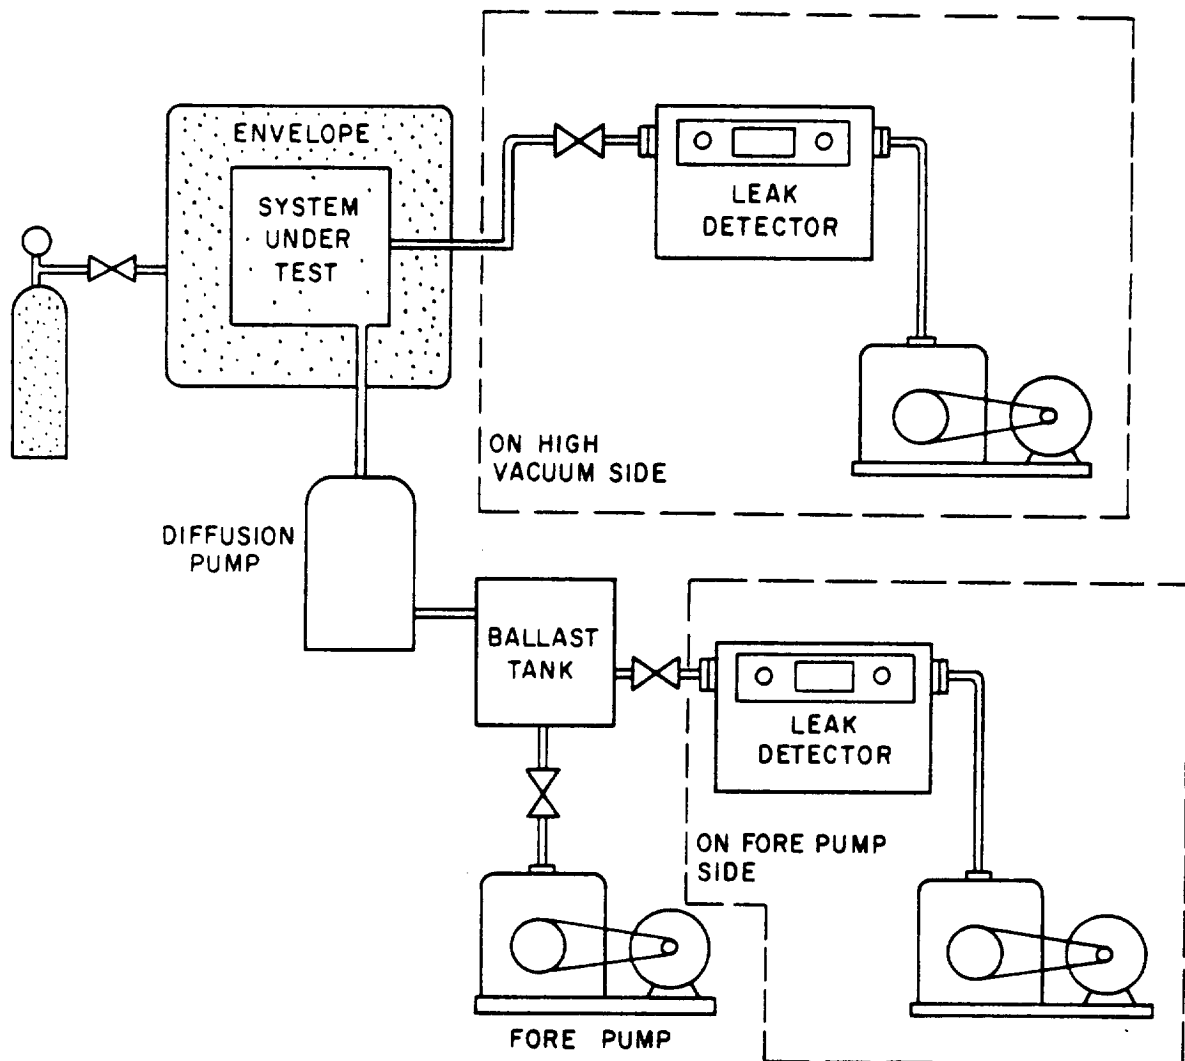 ENVELOPE
SYSTEM
UNDER
TEST
LEAK
DETECTOR
ON HIGH
VACUUM SIDE
DIFFUSION
PUMP
BALLAST
TANK
LEAK
DETECTOR
ON FORE PUMP
SIDE
FORE PUMP